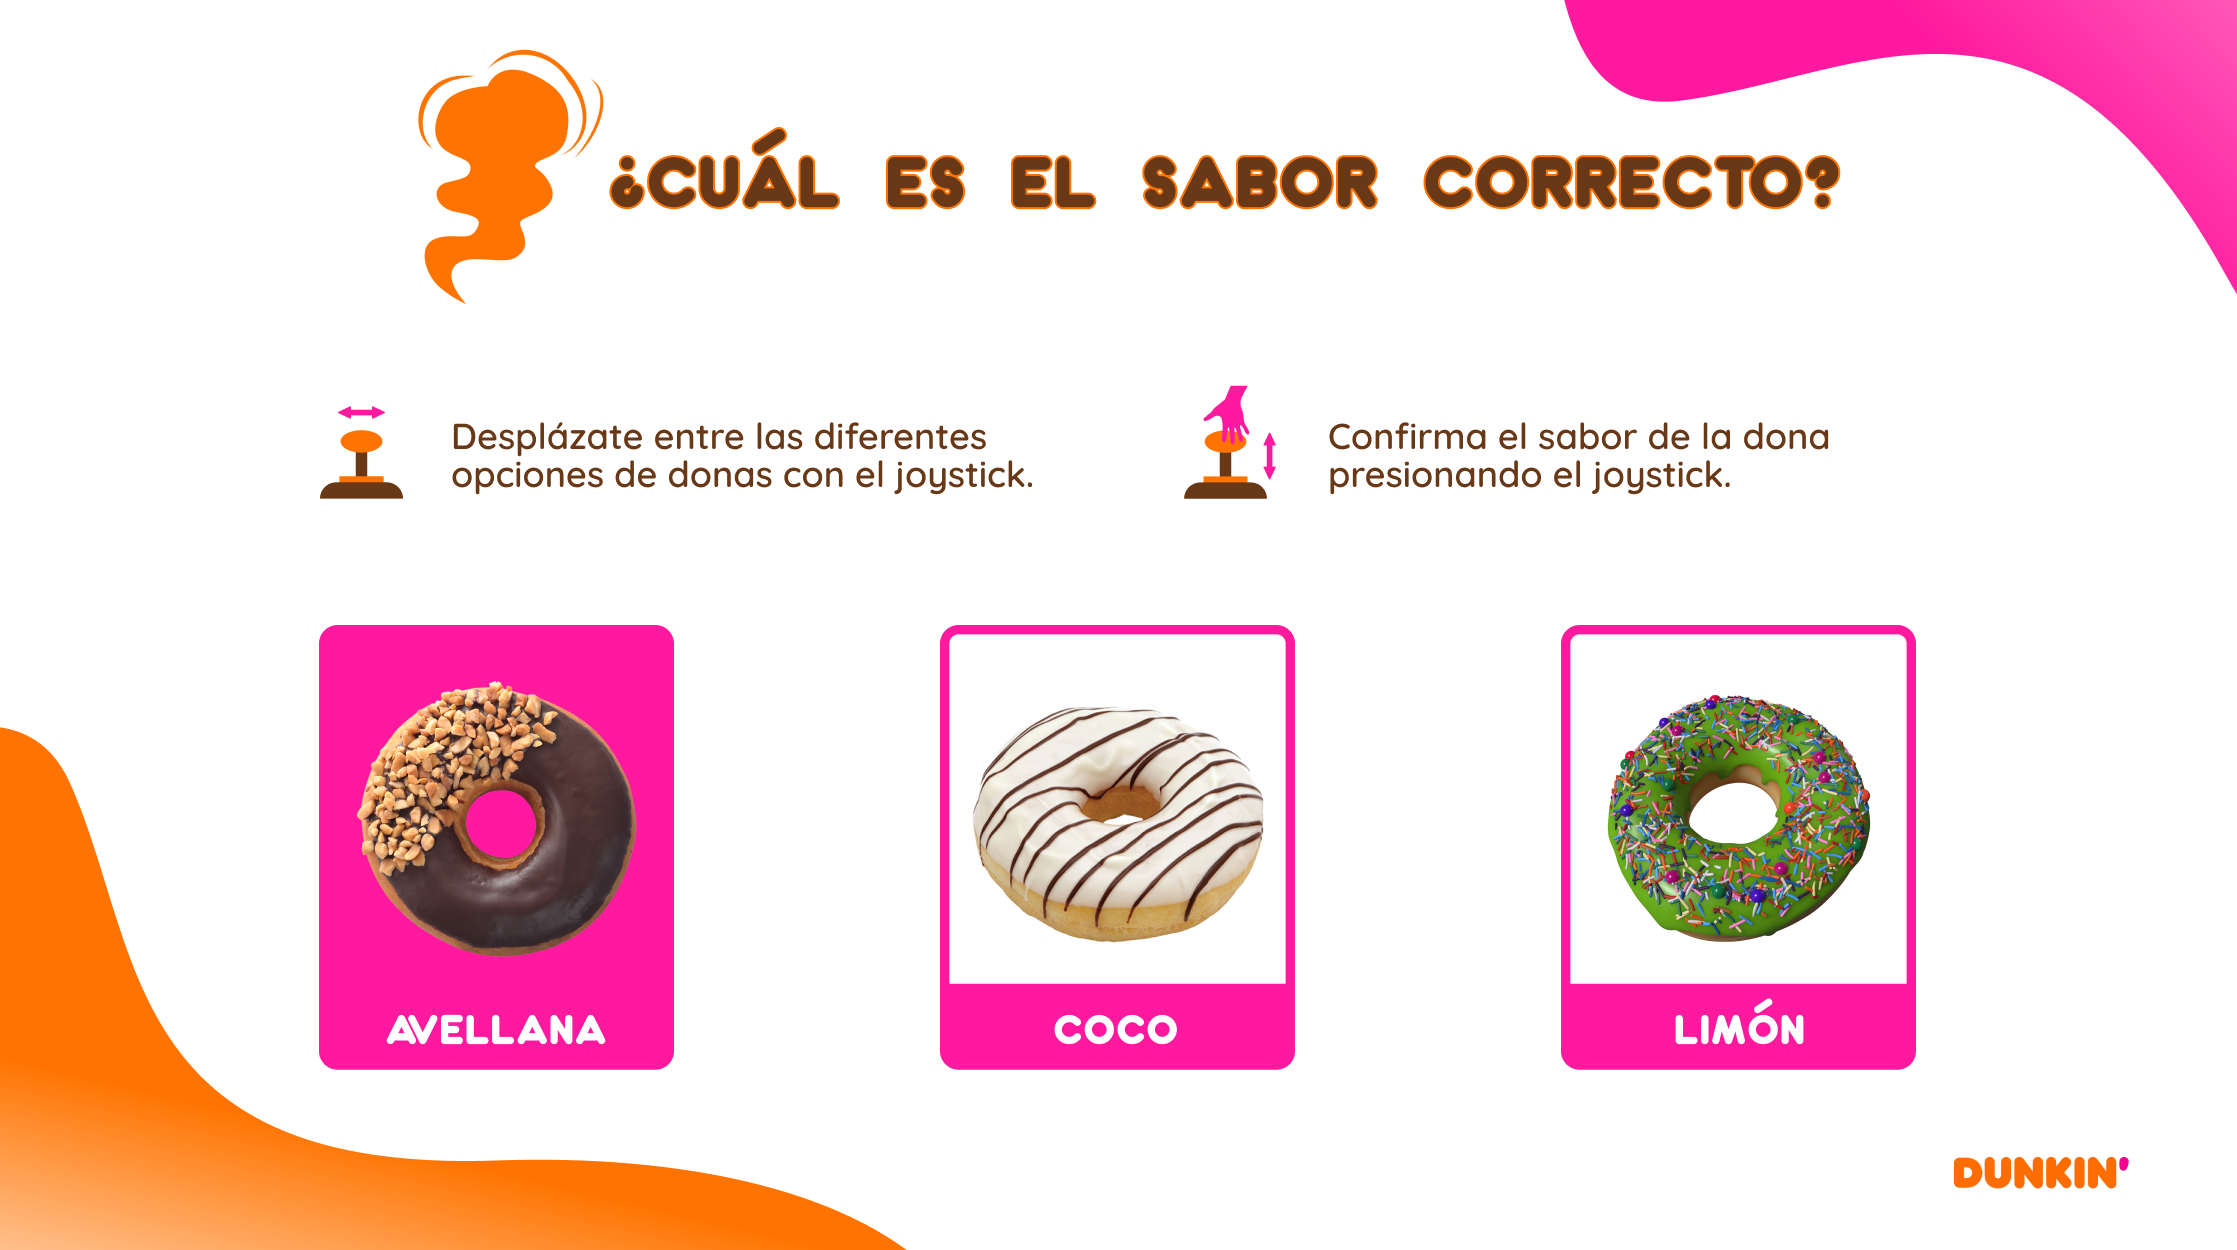 ¿CUÁL ES EL SABOR CORRECTO?
Desplázate entre las diferentes
opciones de donas con el joystick.
Confirma el sabor de la dona
presionando el joystick.
AVELLANA
COCO
LIMÓN
DUNKIN'